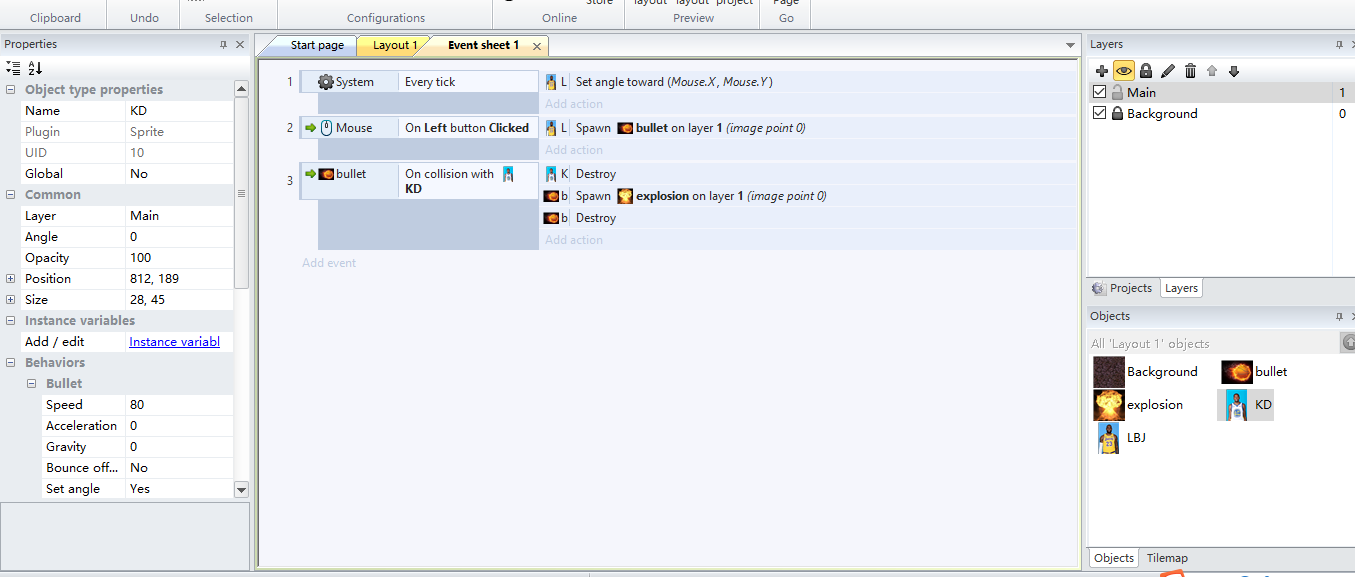 Store layout layout project Page
Clipboard Undo Selection Configurations Online Preview Go
Properties
Object type properties
Name KD
Plugin Sprite
UID 10
Global No
Common
Layer Main
Angle 0
Opacity 100
Position 812, 189
Size 28, 45
Instance variables
Add / edit Instance variabl
Behaviors
Bullet
Speed 80
Acceleration 0
Gravity 0
Bounce off... No
Set angle Yes
Start page Layout 1 Event sheet 1
1 System Every tick L Set angle toward (Mouse.X, Mouse.Y)
Add action
2 Mouse On Left button Clicked L Spawn bullet on layer 1 (image point 0)
Add action
3 bullet On collision with KD K Destroy
b Spawn explosion on layer 1 (image point 0)
b Destroy
Add action
Add event
Layers
Main 1
Background 0
Projects Layers
Objects
All 'Layout 1' objects
Background bullet
explosion KD
LBJ
Objects Tilemap